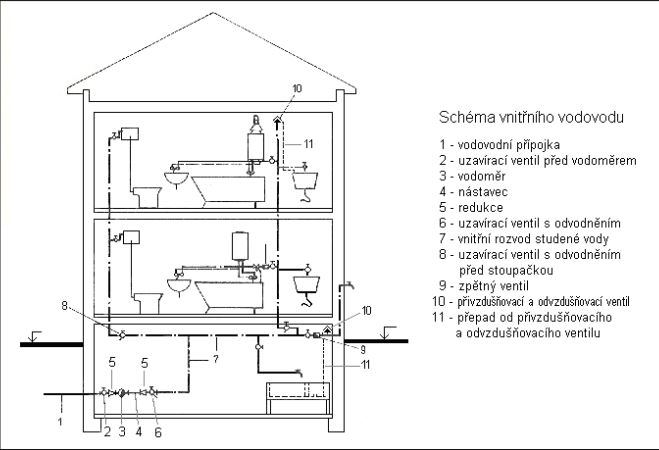 10
11
8
10
Schéma vnitřního vodovodu
1 - vodovodní přípojka
2 - uzavírací ventil před vodoměrem
3 - vodoměr
4 - nástavec
5 - redukce
6 - uzavírací ventil s odvodněním
7 - vnitřní rozvod studené vody
8 - uzavírací ventil s odvodněním
před stoupačkou
9 - zpětný ventil
10 - přivzdušňovací a odvzdušňovací ventil
11 - přepad od přivzdušňovacího
a odvzdušňovacího ventilu
5 5 7 9
11
1 2 3 4 6